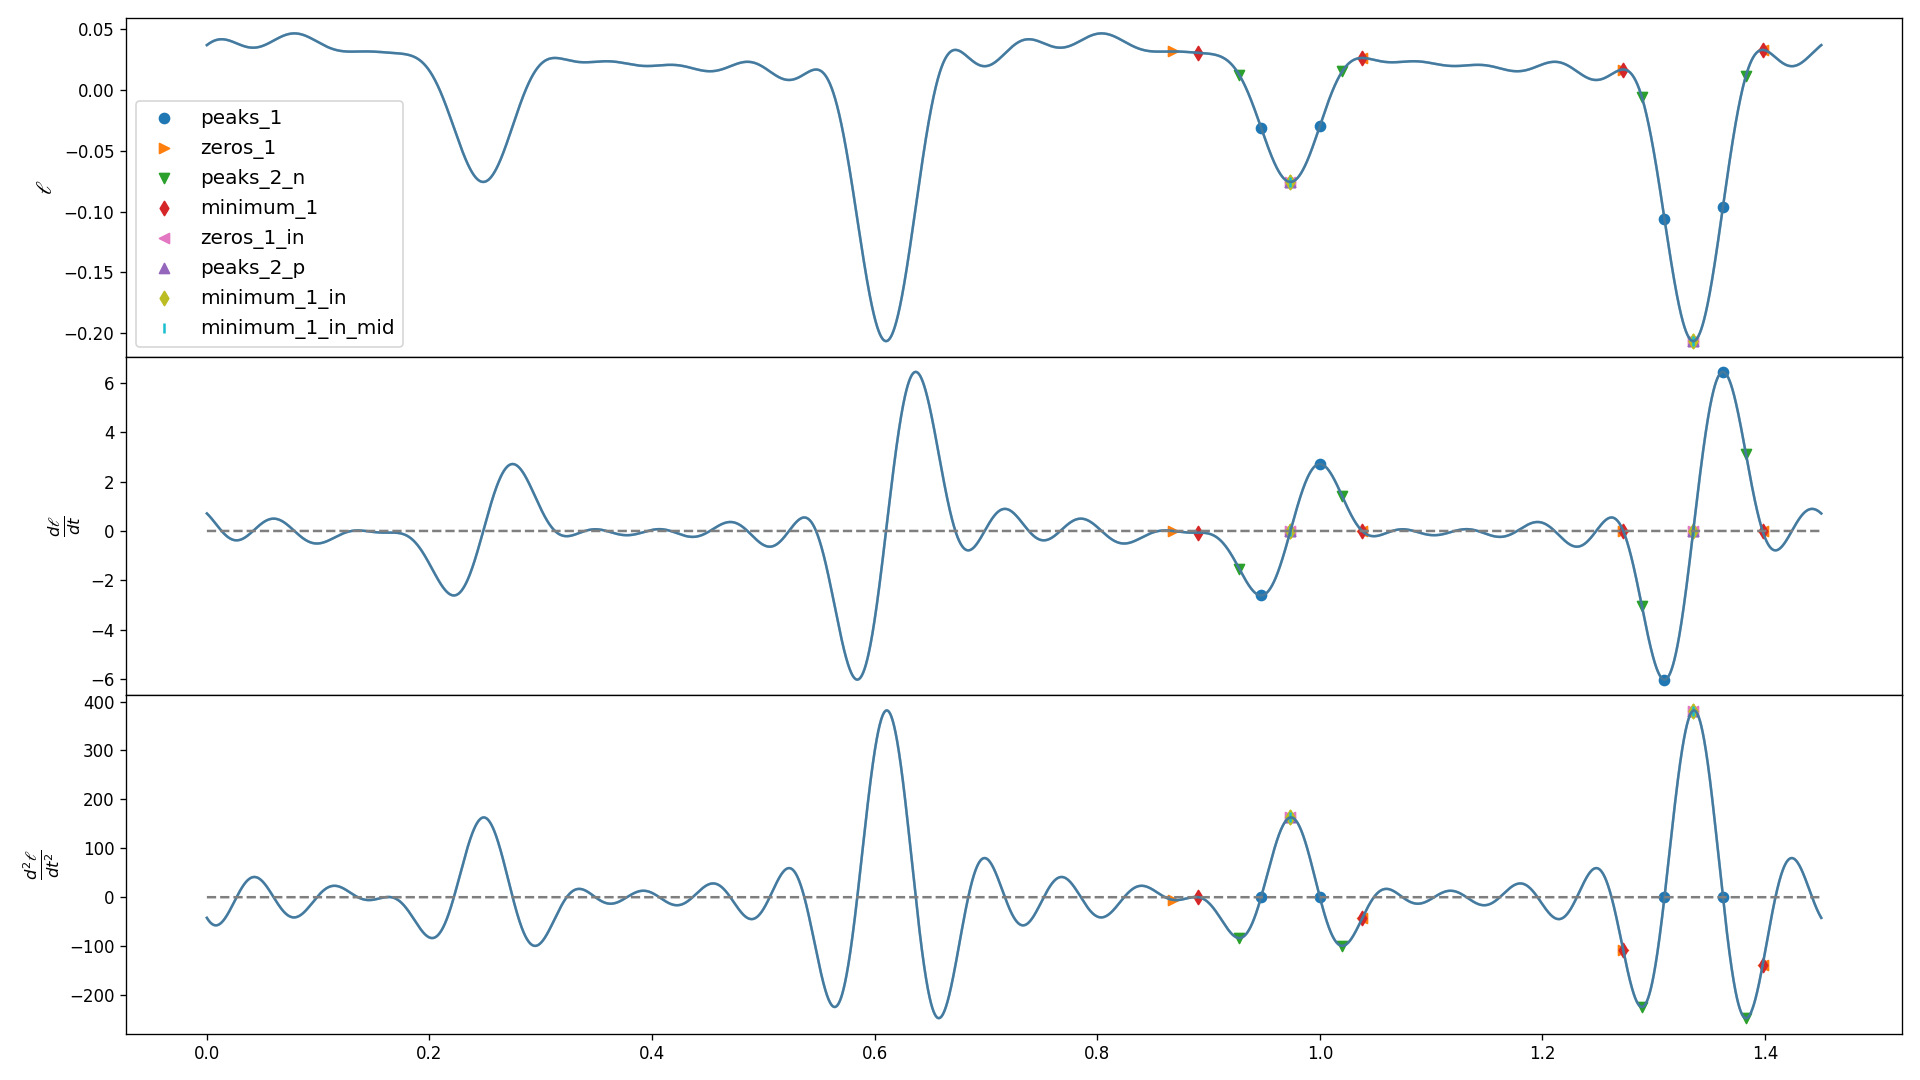 0.05
0.00
−0.05
−0.10
−0.15
−0.20
ℓ
peaks_1
zeros_1
peaks_2_n
minimum_1
zeros_1_in
peaks_2_p
minimum_1_in
minimum_1_in_mid
6
4
2
0
−2
−4
−6
dℓ/dt
400
300
200
100
0
−100
−200
d²ℓ/dt²
0.0 0.2 0.4 0.6 0.8 1.0 1.2 1.4